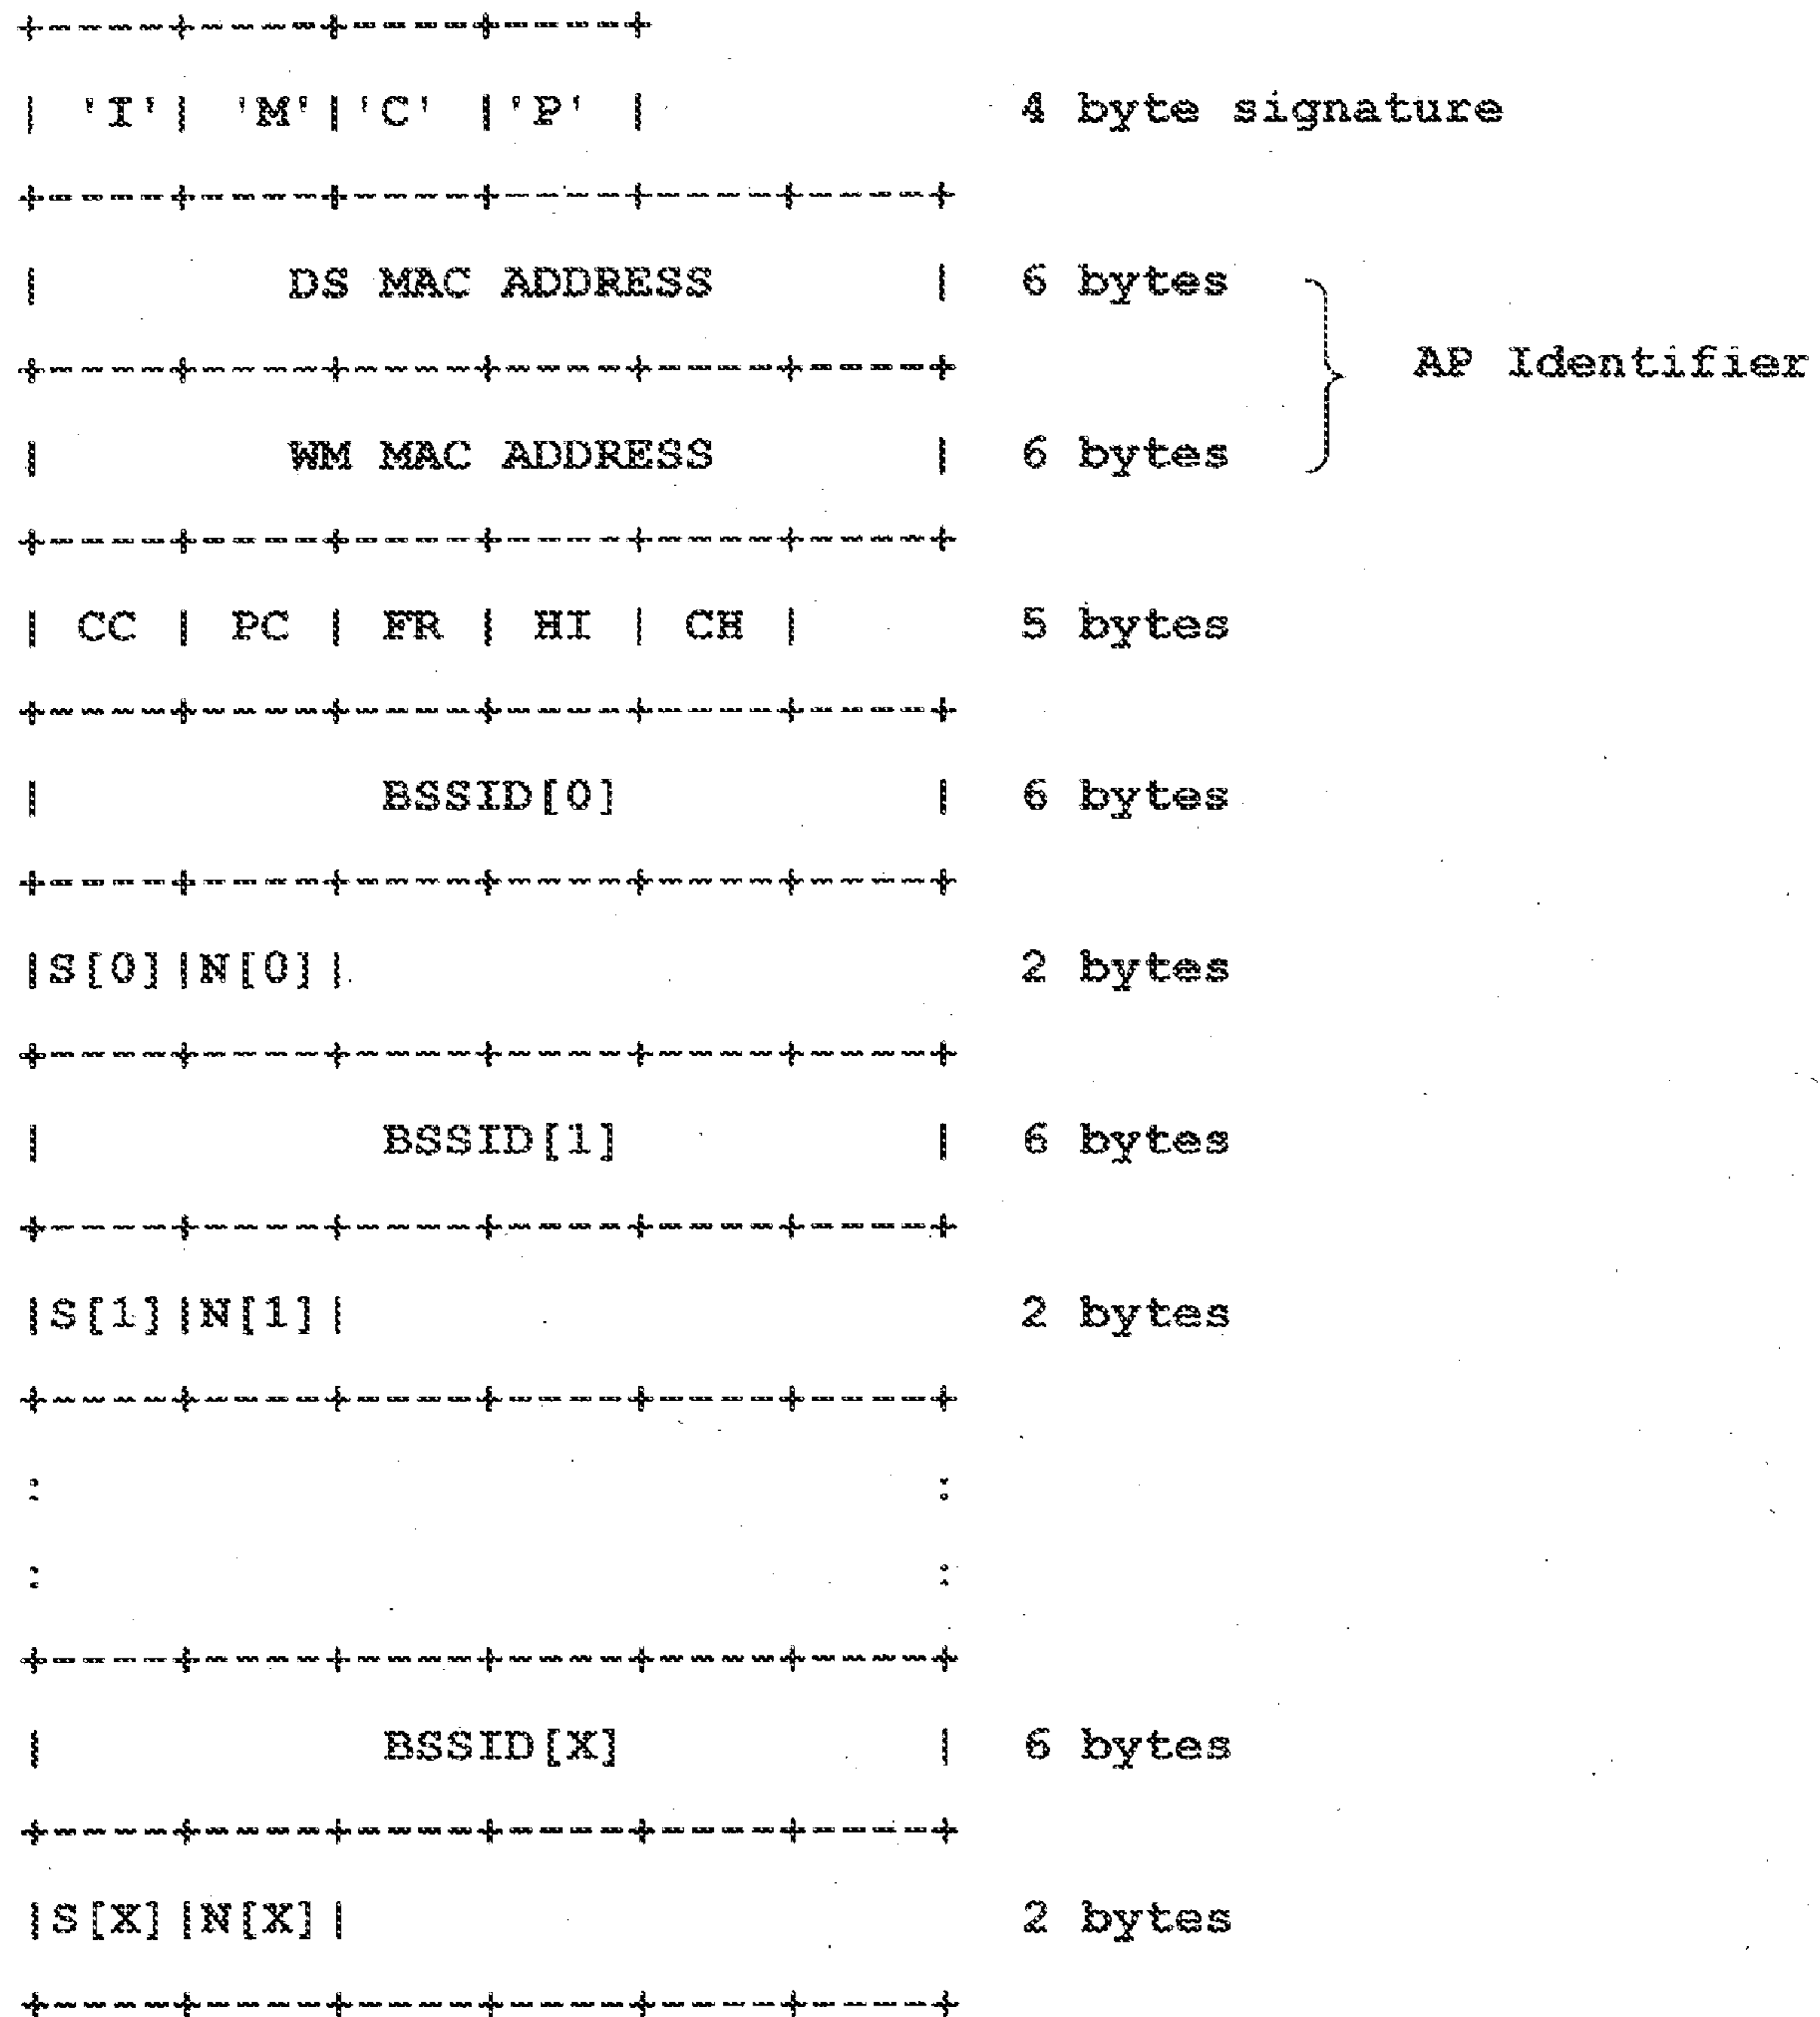 +----+----+----+----+
| 'I'| 'M'|'C' |'P' | 4 byte signature
+----+----+----+----+----+----+
| DS MAC ADDRESS | 6 bytes
+----+----+----+----+----+----+
AP Identifier
| WM MAC ADDRESS | 6 bytes
+----+----+----+----+----+----+
| CC | PC | FR | HI | CH | 5 bytes
+----+----+----+----+----+----+
| BSSID[0] | 6 bytes
+----+----+----+----+----+----+
|S[0]|N[0]| 2 bytes
+----+----+----+----+----+----+
| BSSID[1] | 6 bytes
+----+----+----+----+----+----+
|S[1]|N[1]| 2 bytes
+----+----+----+----+----+----+
: :
: :
+----+----+----+----+----+----+
| BSSID[X] | 6 bytes
+----+----+----+----+----+----+
|S[X]|N[X]| 2 bytes
+----+----+----+----+----+----+